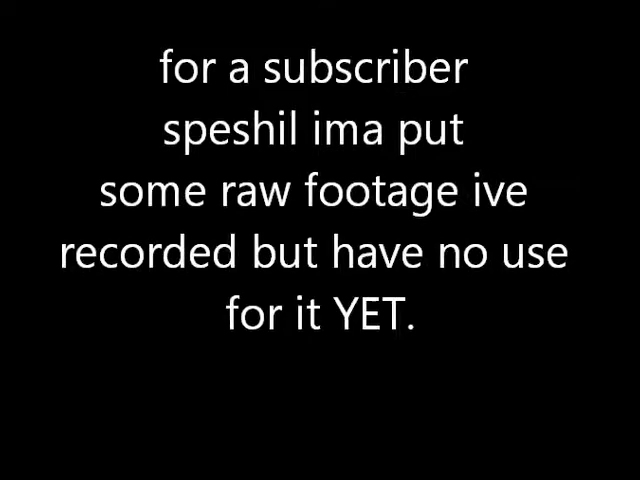 for a subscriber
speshil ima put
some raw footage ive
recorded but have no use
for it YET.